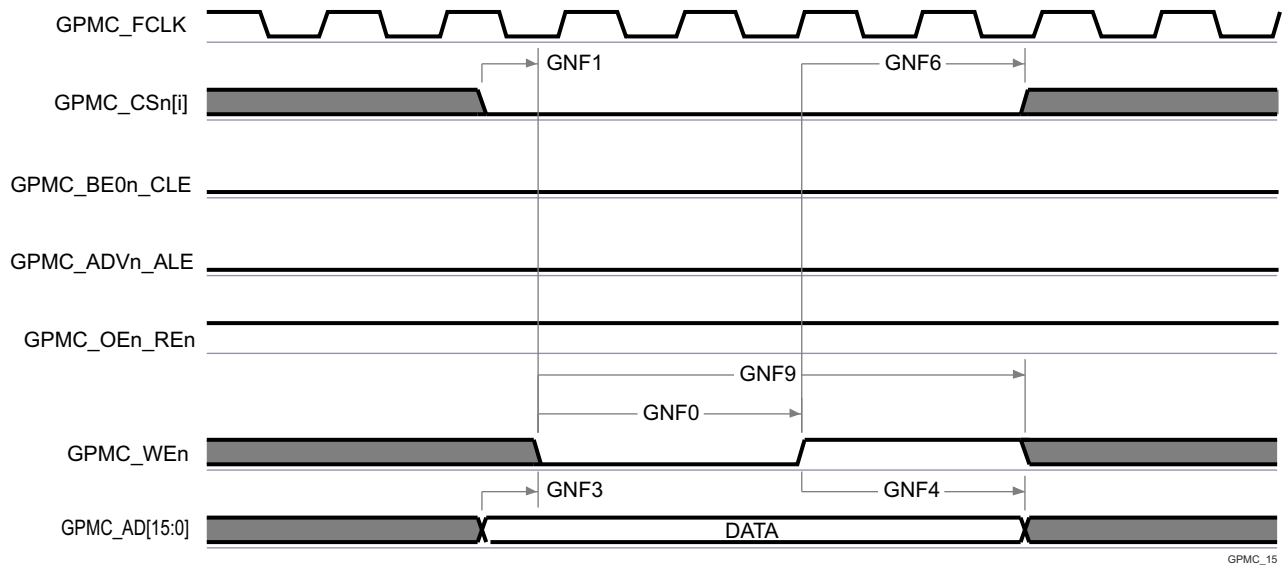 GPMC_FCLK
GNF1
GNF6
GPMC_CSn[i]
GPMC_BE0n_CLE
GPMC_ADVn_ALE
GPMC_OEn_REn
GNF9
GNF0
GPMC_WEn
GNF3
GNF4
GPMC_AD[15:0]
DATA
GPMC_15